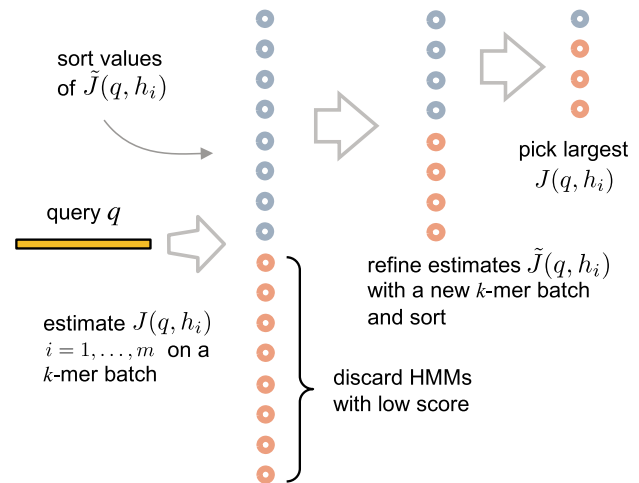 sort values
of J̃(q, hᵢ)
query q
estimate J(q, hᵢ)
i = 1, . . . , m on a
k-mer batch
discard HMMs
with low score
refine estimates J̃(q, hᵢ)
with a new k-mer batch
and sort
pick largest
J(q, hᵢ)